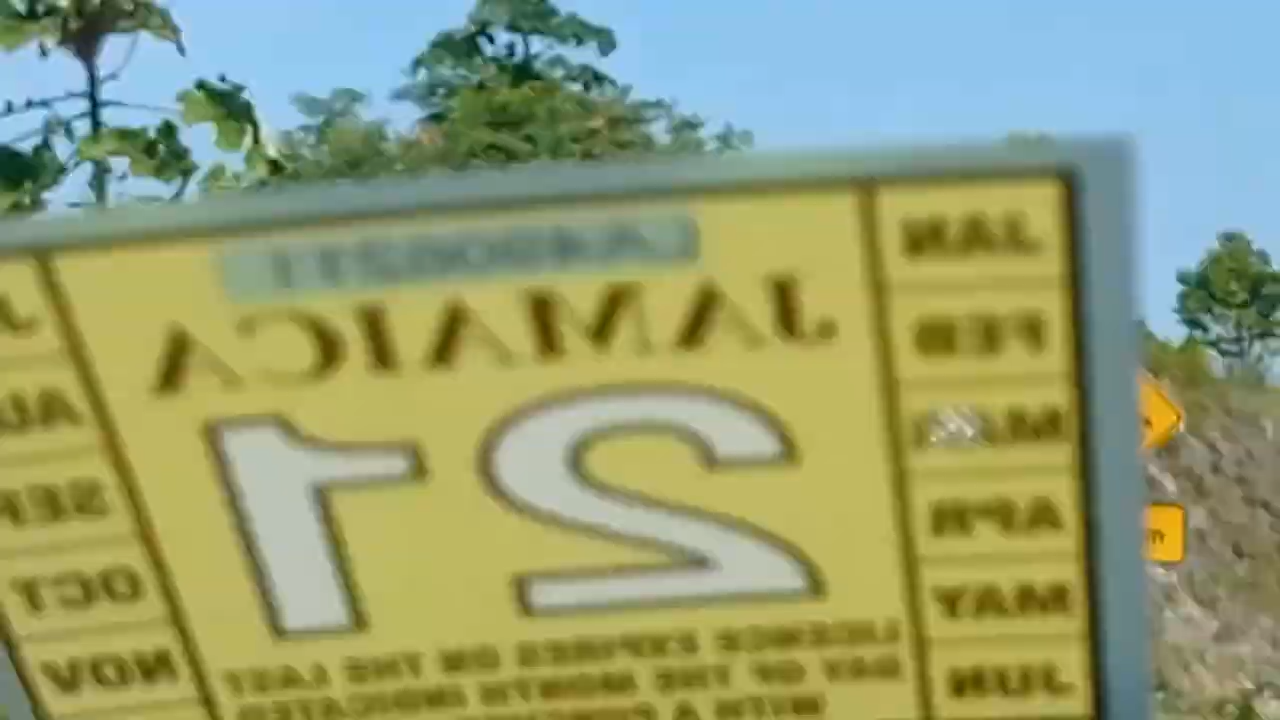 JAMAICA
21
LICENCE EXPIRES ON THE LAST
DAY OF THE MONTH INDICATED
WITH A
JAN
FEB
MAR
APR
MAY
JUN
SEP
OCT
NOV